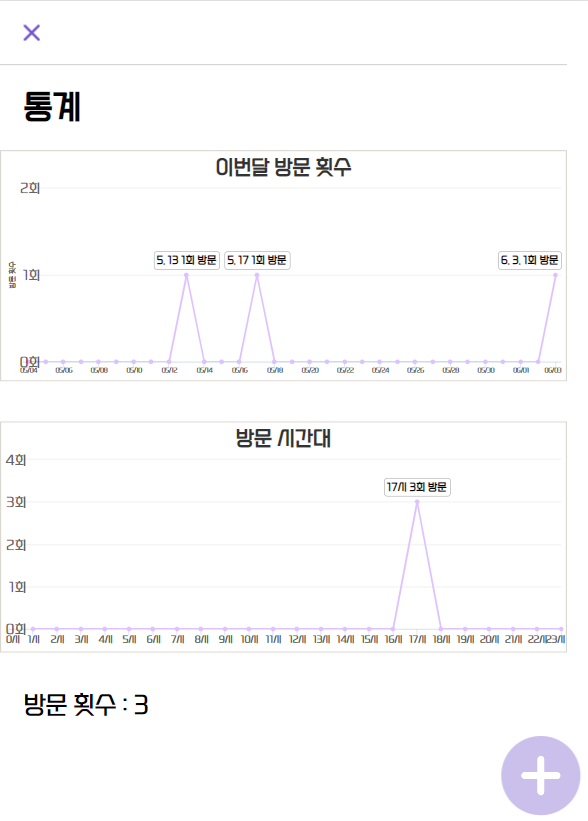 통계
이번달 방문 횟수
2회
5, 13 1회 방문 5, 17 1회 방문 6, 3, 1회 방문
방문 횟수
1회
0회
05/04 05/06 05/08 05/10 05/12 05/14 05/16 05/18 05/20 05/22 05/24 05/26 05/28 05/30 06/01 06/03
방문 시간대
4회
17시 3회 방문
3회
2회
1회
0회
0시 1시 2시 3시 4시 5시 6시 7시 8시 9시 10시 11시 12시 13시 14시 15시 16시 17시 18시 19시 20시 21시 22시 23시
방문 횟수 : 3